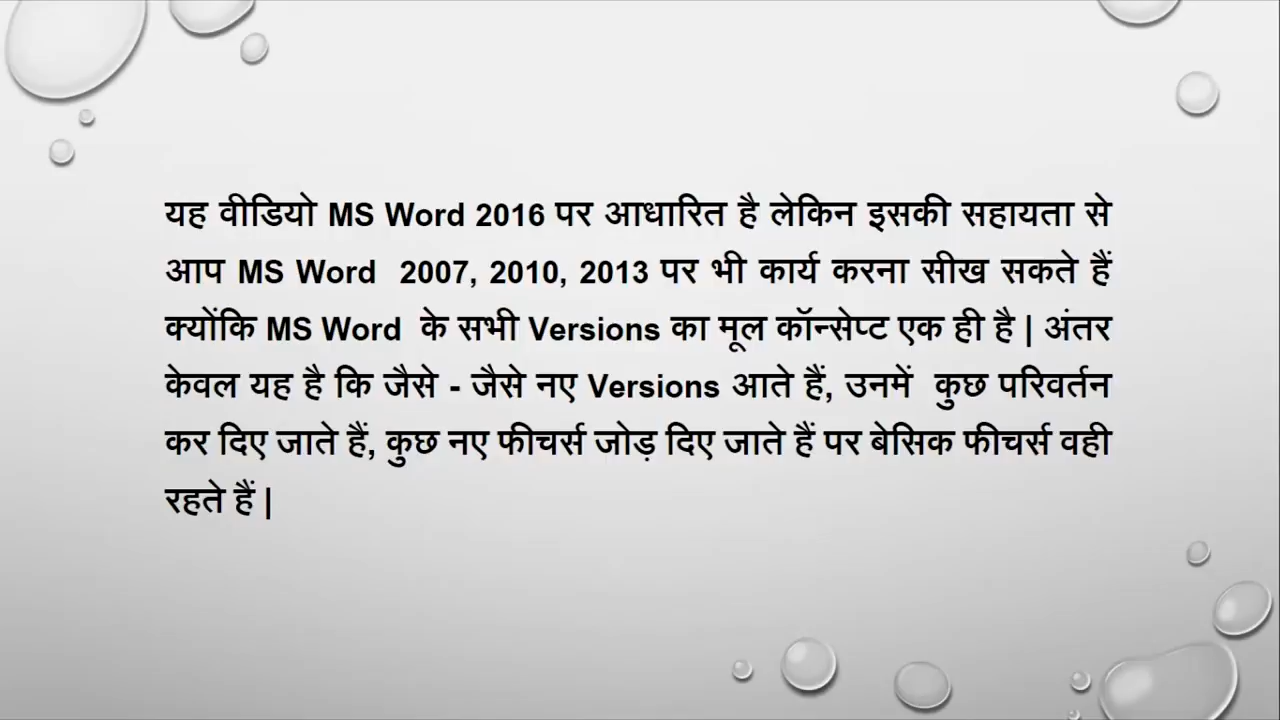 यह वीडियो MS Word 2016 पर आधारित है लेकिन इसकी सहायता से
आप MS Word 2007, 2010, 2013 पर भी कार्य करना सीख सकते हैं
क्योंकि MS Word के सभी Versions का मूल कॉन्सेप्ट एक ही है | अंतर
केवल यह है कि जैसे - जैसे नए Versions आते हैं, उनमें कुछ परिवर्तन
कर दिए जाते हैं, कुछ नए फीचर्स जोड़ दिए जाते हैं पर बेसिक फीचर्स वही
रहते हैं |